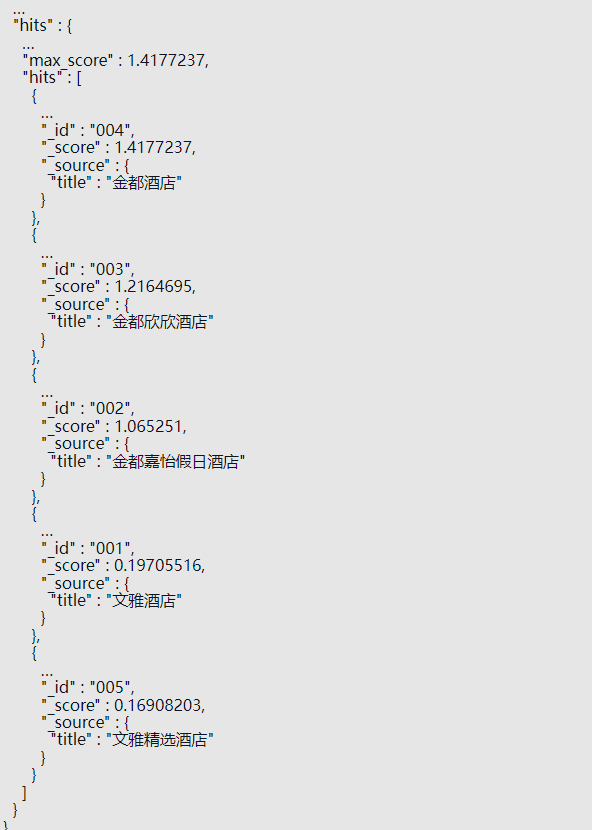 ...
"hits" : {
...
"max_score" : 1.4177237,
"hits" : [
{
...
"_id" : "004",
"_score" : 1.4177237,
"_source" : {
"title" : "金都酒店"
}
},
{
...
"_id" : "003",
"_score" : 1.2164695,
"_source" : {
"title" : "金都欣欣酒店"
}
},
{
...
"_id" : "002",
"_score" : 1.065251,
"_source" : {
"title" : "金都嘉怡假日酒店"
}
},
{
...
"_id" : "001",
"_score" : 0.19705516,
"_source" : {
"title" : "文雅酒店"
}
},
{
...
"_id" : "005",
"_score" : 0.16908203,
"_source" : {
"title" : "文雅精选酒店"
}
}
]
}
}